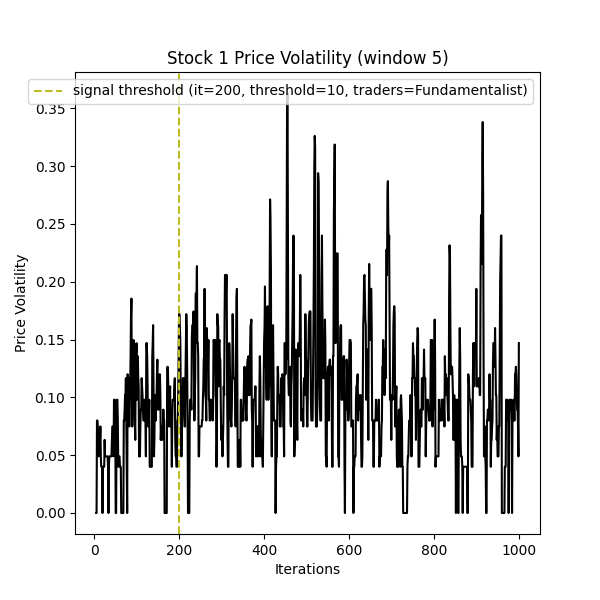 Stock 1 Price Volatility (window 5)
signal threshold (it=200, threshold=10, traders=Fundamentalist)
0.35
0.30
0.25
0.20
0.15
0.10
0.05
0.00
Price Volatility
0 200 400 600 800 1000
Iterations